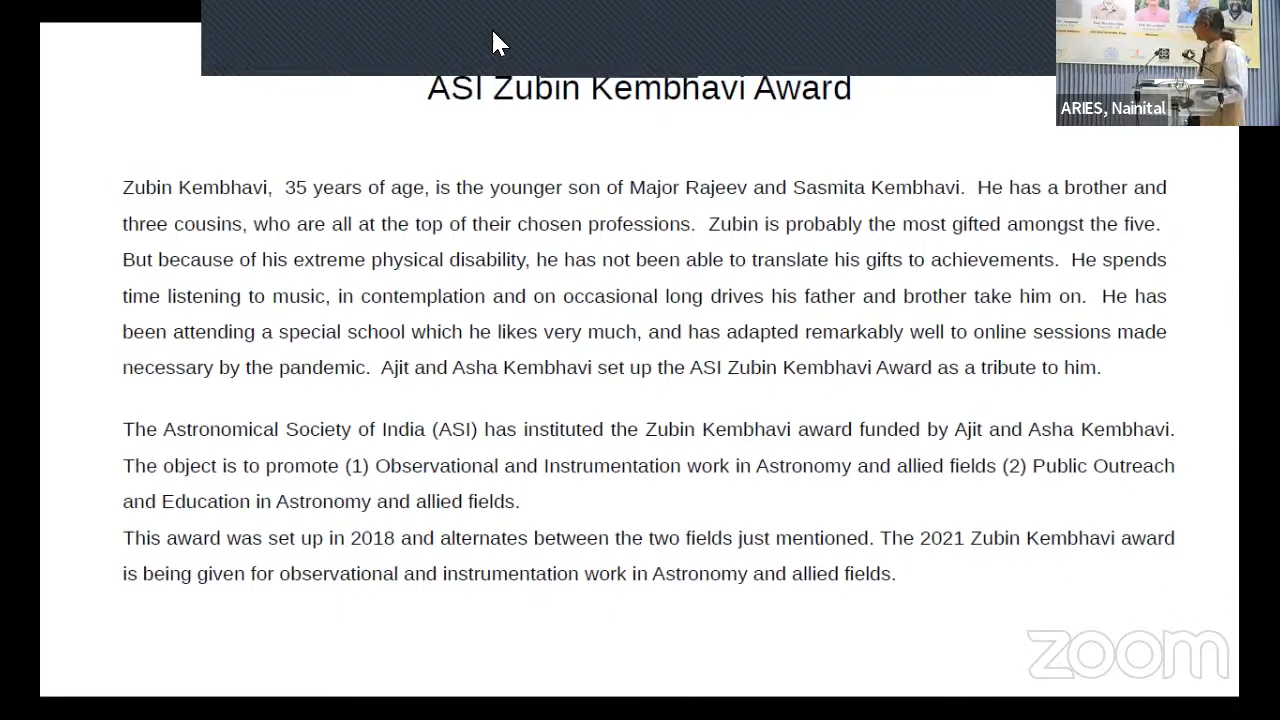 ASI Zubin Kembhavi Award
ARIES, Nainital
Zubin Kembhavi,  35 years of age, is the younger son of Major Rajeev and Sasmita Kembhavi.  He has a brother and
three cousins, who are all at the top of their chosen professions.  Zubin is probably the most gifted amongst the five.
But because of his extreme physical disability, he has not been able to translate his gifts to achievements.  He spends
time listening to music, in contemplation and on occasional long drives his father and brother take him on.  He has
been attending a special school which he likes very much, and has adapted remarkably well to online sessions made
necessary by the pandemic.  Ajit and Asha Kembhavi set up the ASI Zubin Kembhavi Award as a tribute to him.
The Astronomical Society of India (ASI) has instituted the Zubin Kembhavi award funded by Ajit and Asha Kembhavi.
The object is to promote (1) Observational and Instrumentation work in Astronomy and allied fields (2) Public Outreach
and Education in Astronomy and allied fields.
This award was set up in 2018 and alternates between the two fields just mentioned. The 2021 Zubin Kembhavi award
is being given for observational and instrumentation work in Astronomy and allied fields.
zoom